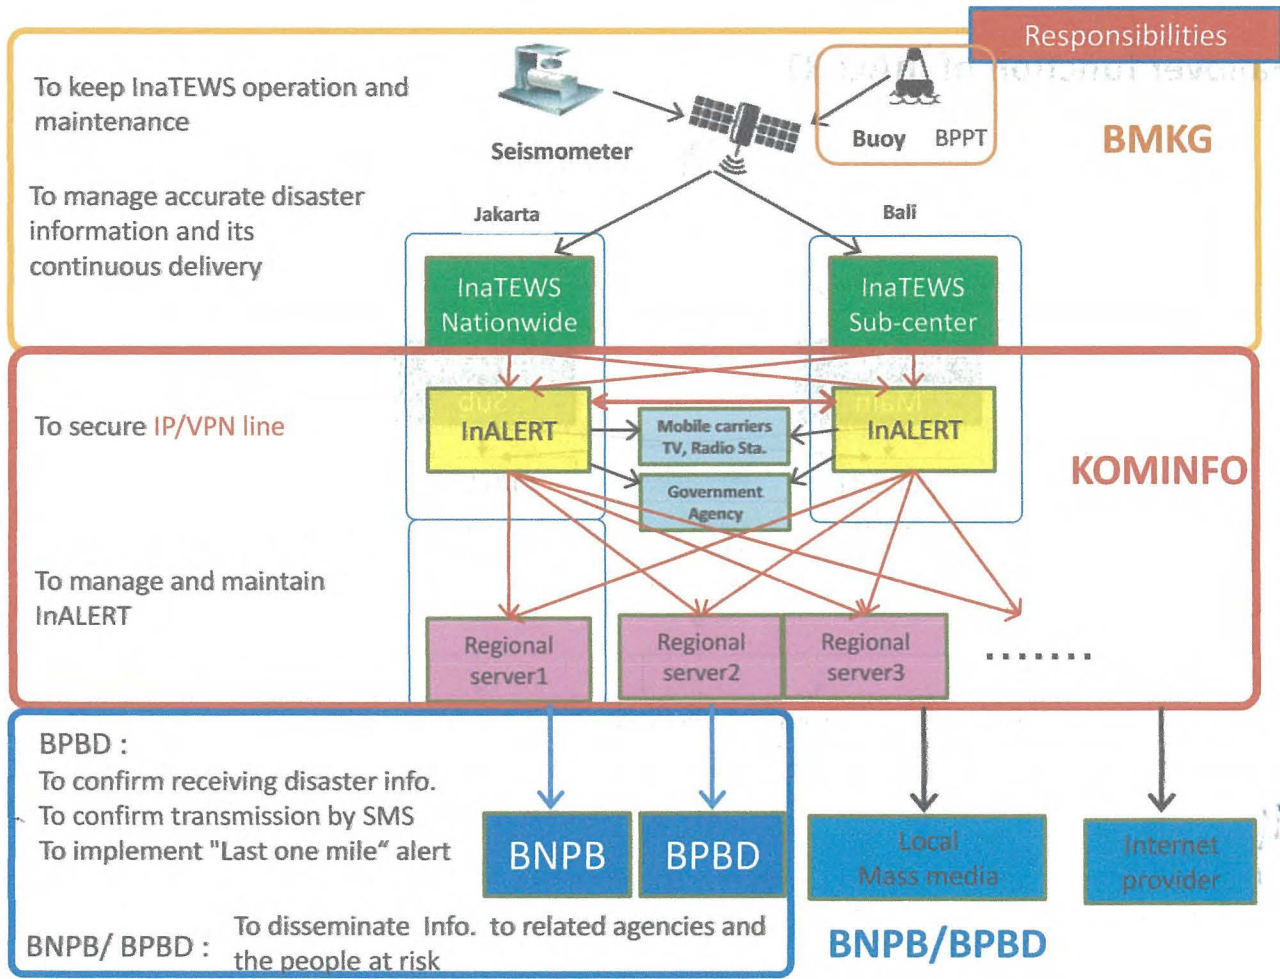 Responsibilities
To keep InaTEWS operation and
maintenance
Seismometer
Buoy BPPT
BMKG
To manage accurate disaster
information and its
continuous delivery
Jakarta
Bali
InaTEWS
Nationwide
InaTEWS
Sub-center
To secure IP/VPN line
InALERT
Mobile carriers
TV, Radio Sta.
InALERT
Government
Agency
KOMINFO
To manage and maintain
InALERT
Regional
server1
Regional
server2
Regional
server3
.......
BPBD :
To confirm receiving disaster info.
To confirm transmission by SMS
To implement "Last one mile“ alert
BNPB
BPBD
Local
Mass media
Internet
provider
BNPB/ BPBD :
To disseminate Info. to related agencies and
the people at risk
BNPB/BPBD